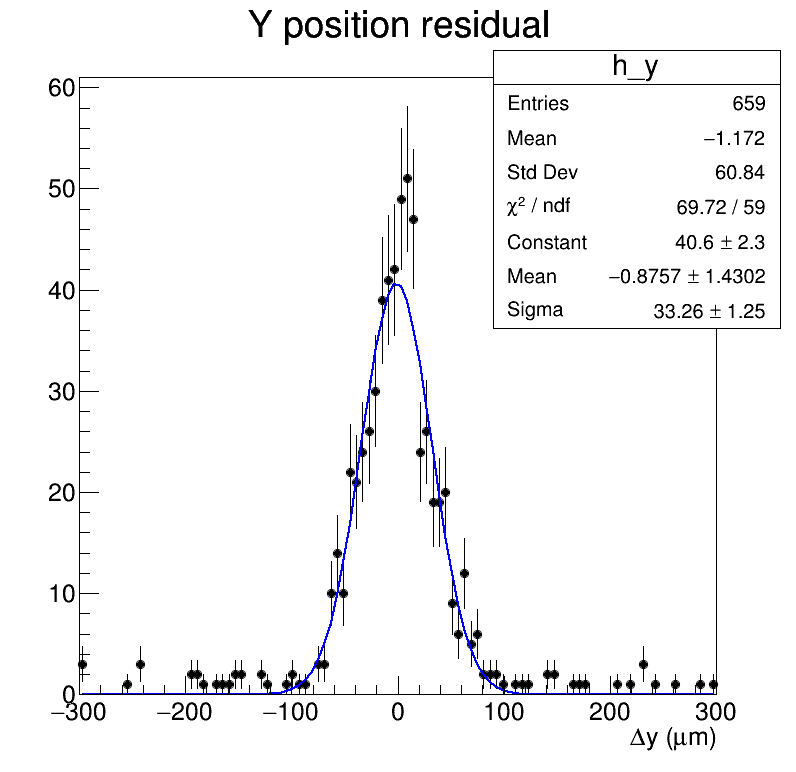 Y position residual
h_y
Entries 659
Mean −1.172
Std Dev 60.84
χ² / ndf 69.72 / 59
Constant 40.6 ± 2.3
Mean −0.8757 ± 1.4302
Sigma 33.26 ± 1.25
60
50
40
30
20
10
0
−300 −200 −100 0 100 200 300
Δy (μm)